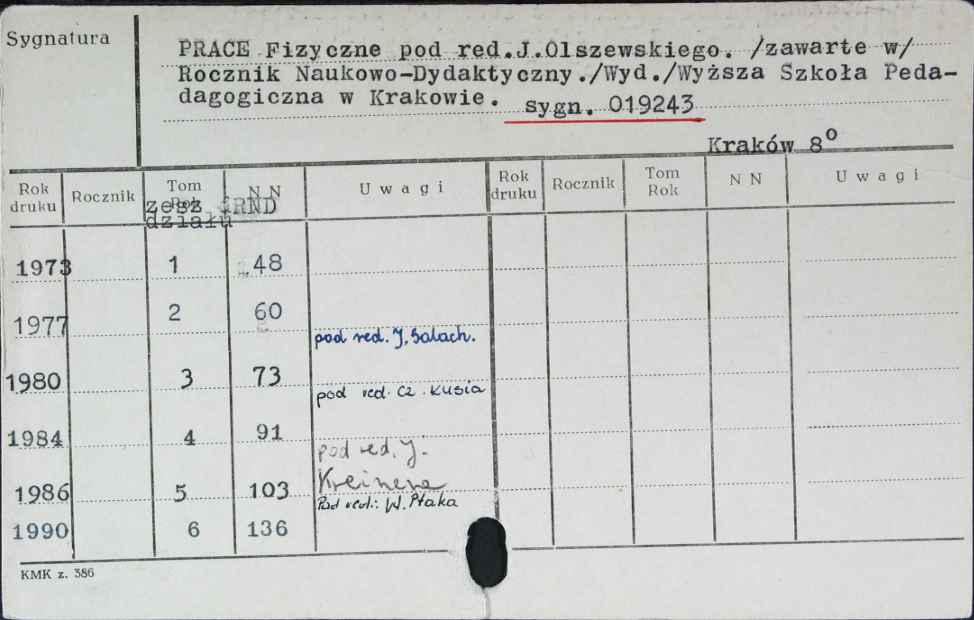 Sygnatura
PRACE Fizyczne pod red.J.Olszewskiego. /zawarte w/
Rocznik Naukowo-Dydaktyczny./Wyd./Wyższa Szkoła Peda-
dagogiczna w Krakowie. sygn. 019243
Kraków 8º
Rok druku Rocznik Tom Rok N N Uwagi Rok druku Rocznik Tom Rok N N Uwagi
zesz RND
działu
1973 1 48
1977 2 60
pod red. J. Salach.
1980 3 73
pod red. Cz. Kusia
1984 4 91
pod red. J.
Kreinera
1986 5 103
Pod red.: W. Ptaka
1990 6 136
KMK z. 386